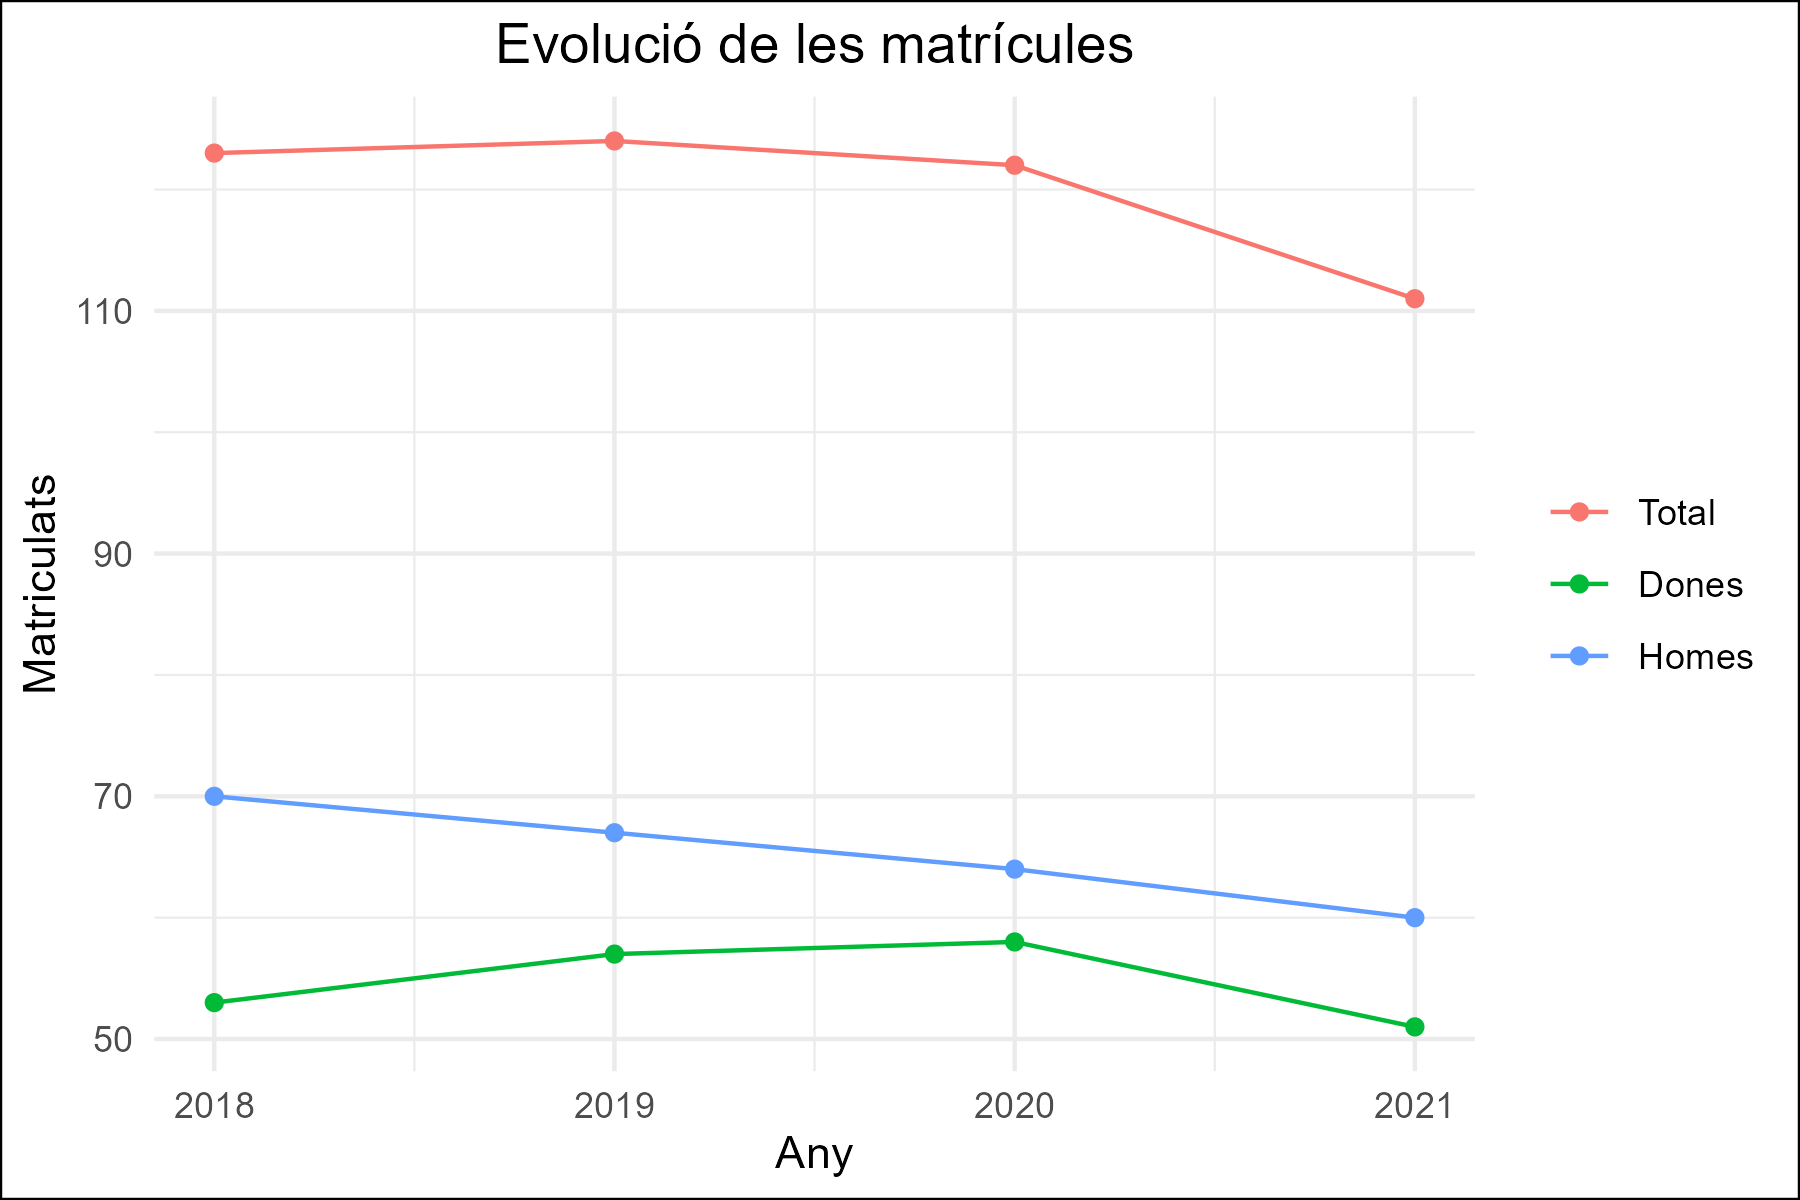 Evolució de les matrícules
Matriculats
110
90
70
50
2018
2019
2020
2021
Any
Total
Dones
Homes